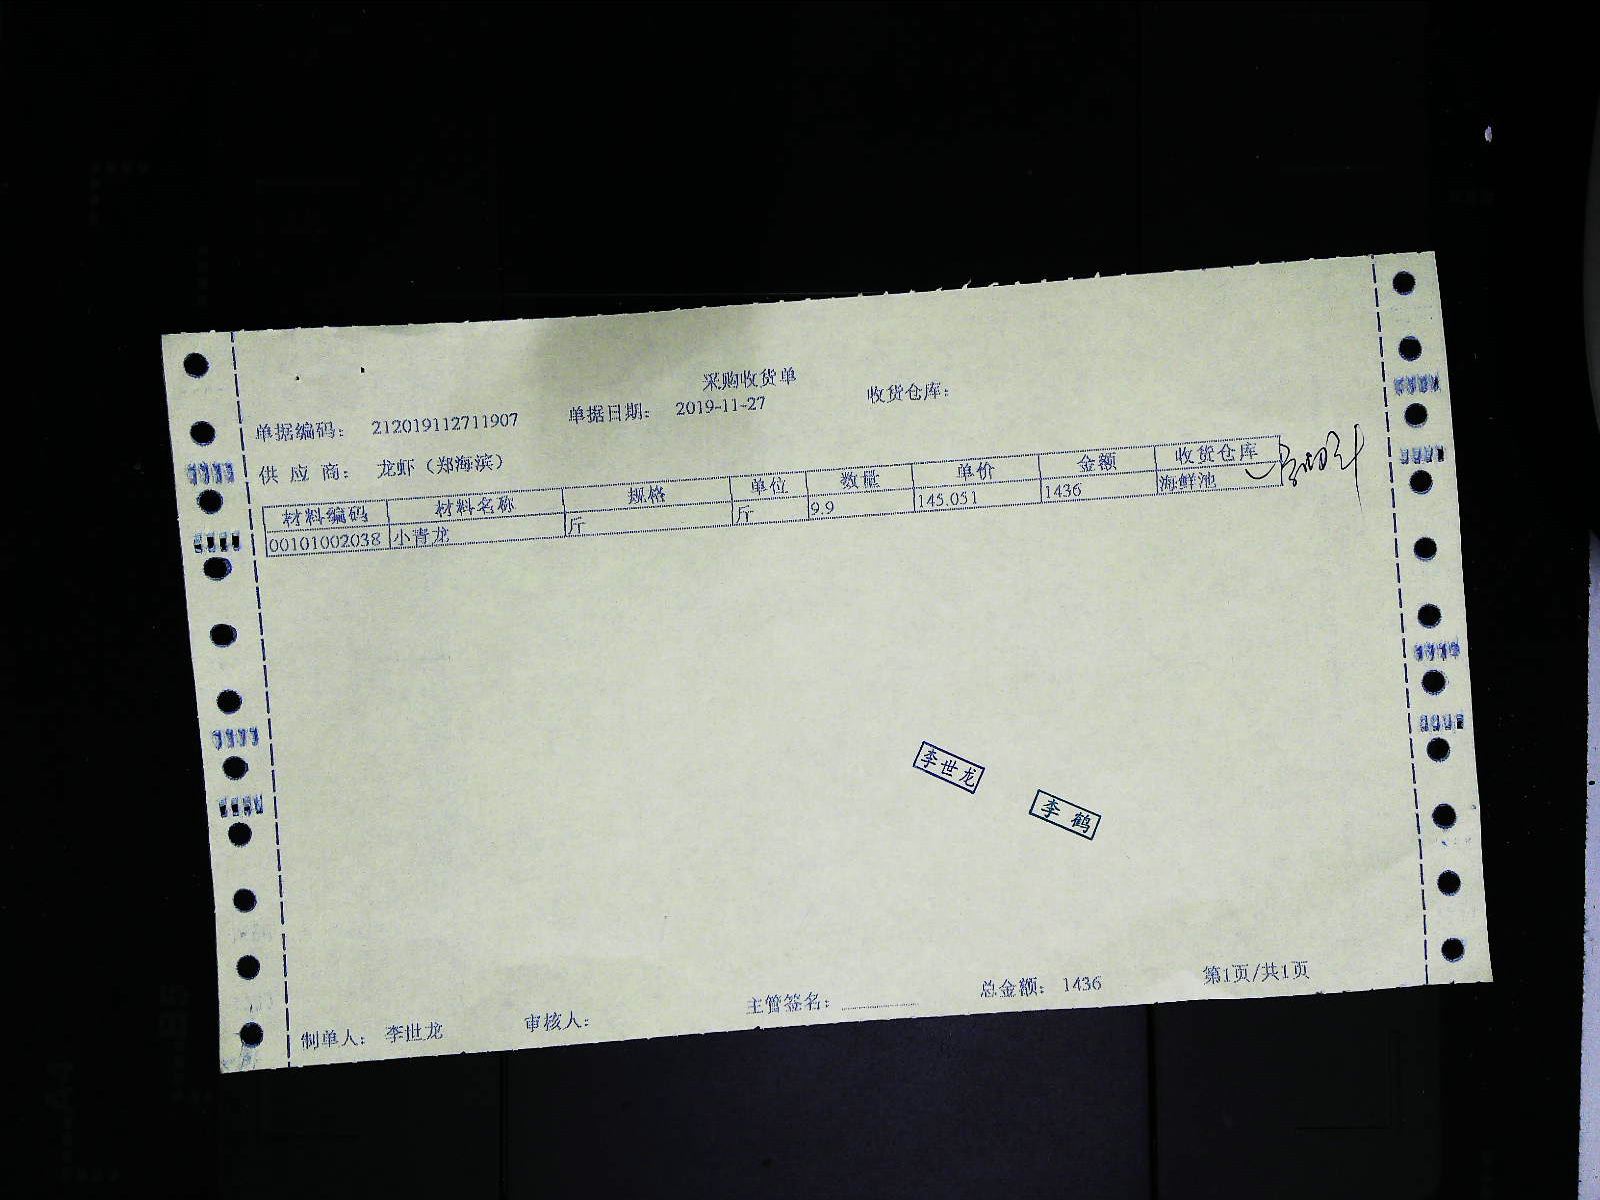 采购收货单
单据编码： 212019112711907 单据日期： 2019-11-27 收货仓库：
供 应 商： 龙虾（郑海滨）
材料编码 材料名称 规格 单位 数量 单价 金额 收货仓库
00101002038 小青龙 斤 斤 9.9 145.051 1436 海鲜池
李世龙
李 鹤
制单人： 李世龙 审核人： 主管签名： 总金额： 1436 第1页/共1页